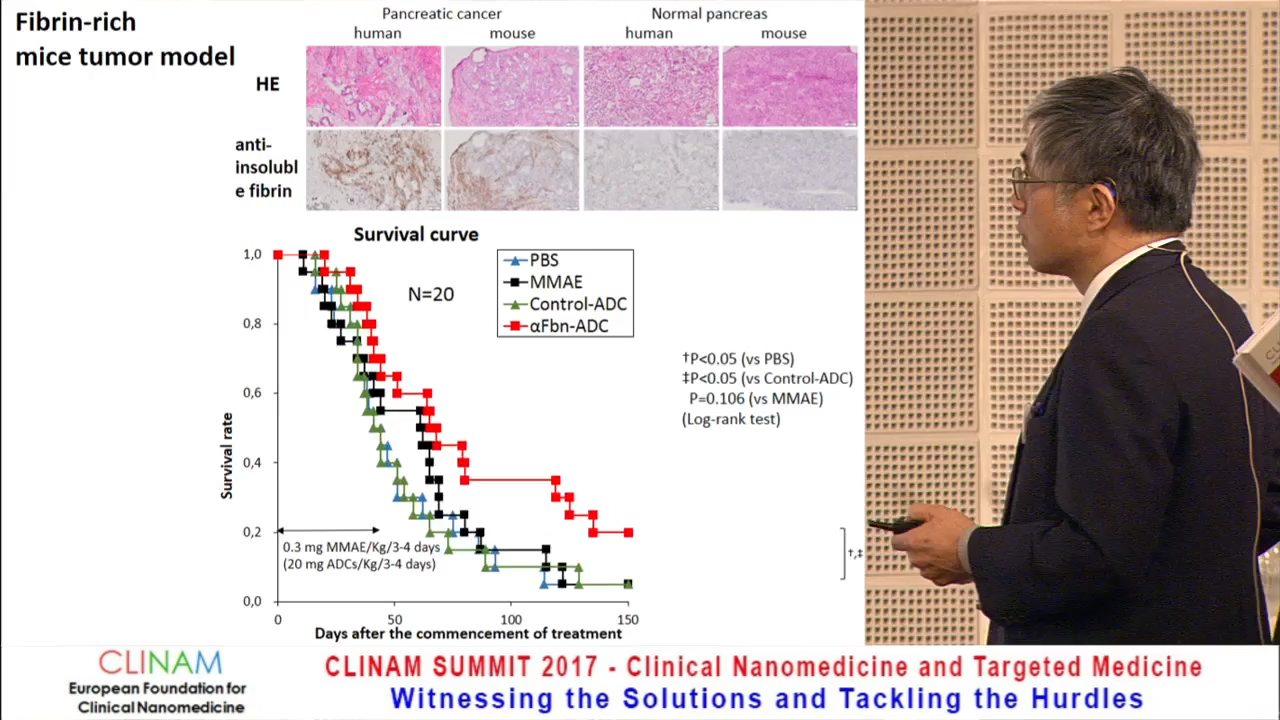 Fibrin-rich
mice tumor model
Pancreatic cancer
Normal pancreas
human
mouse
human
mouse
HE
anti-
insolubl
e fibrin
Survival curve
N=20
PBS
MMAE
Control-ADC
αFbn-ADC
†P<0.05 (vs PBS)
‡P<0.05 (vs Control-ADC)
P=0.106 (vs MMAE)
(Log-rank test)
Survival rate
1,0
0,8
0,6
0,4
0,2
0,0
0.3 mg MMAE/Kg/3-4 days
(20 mg ADCs/Kg/3-4 days)
†,‡
0
50
100
150
Days after the commencement of treatment
CLINAM
European Foundation for
Clinical Nanomedicine
CLINAM SUMMIT 2017 - Clinical Nanomedicine and Targeted Medicine
Witnessing the Solutions and Tackling the Hurdles